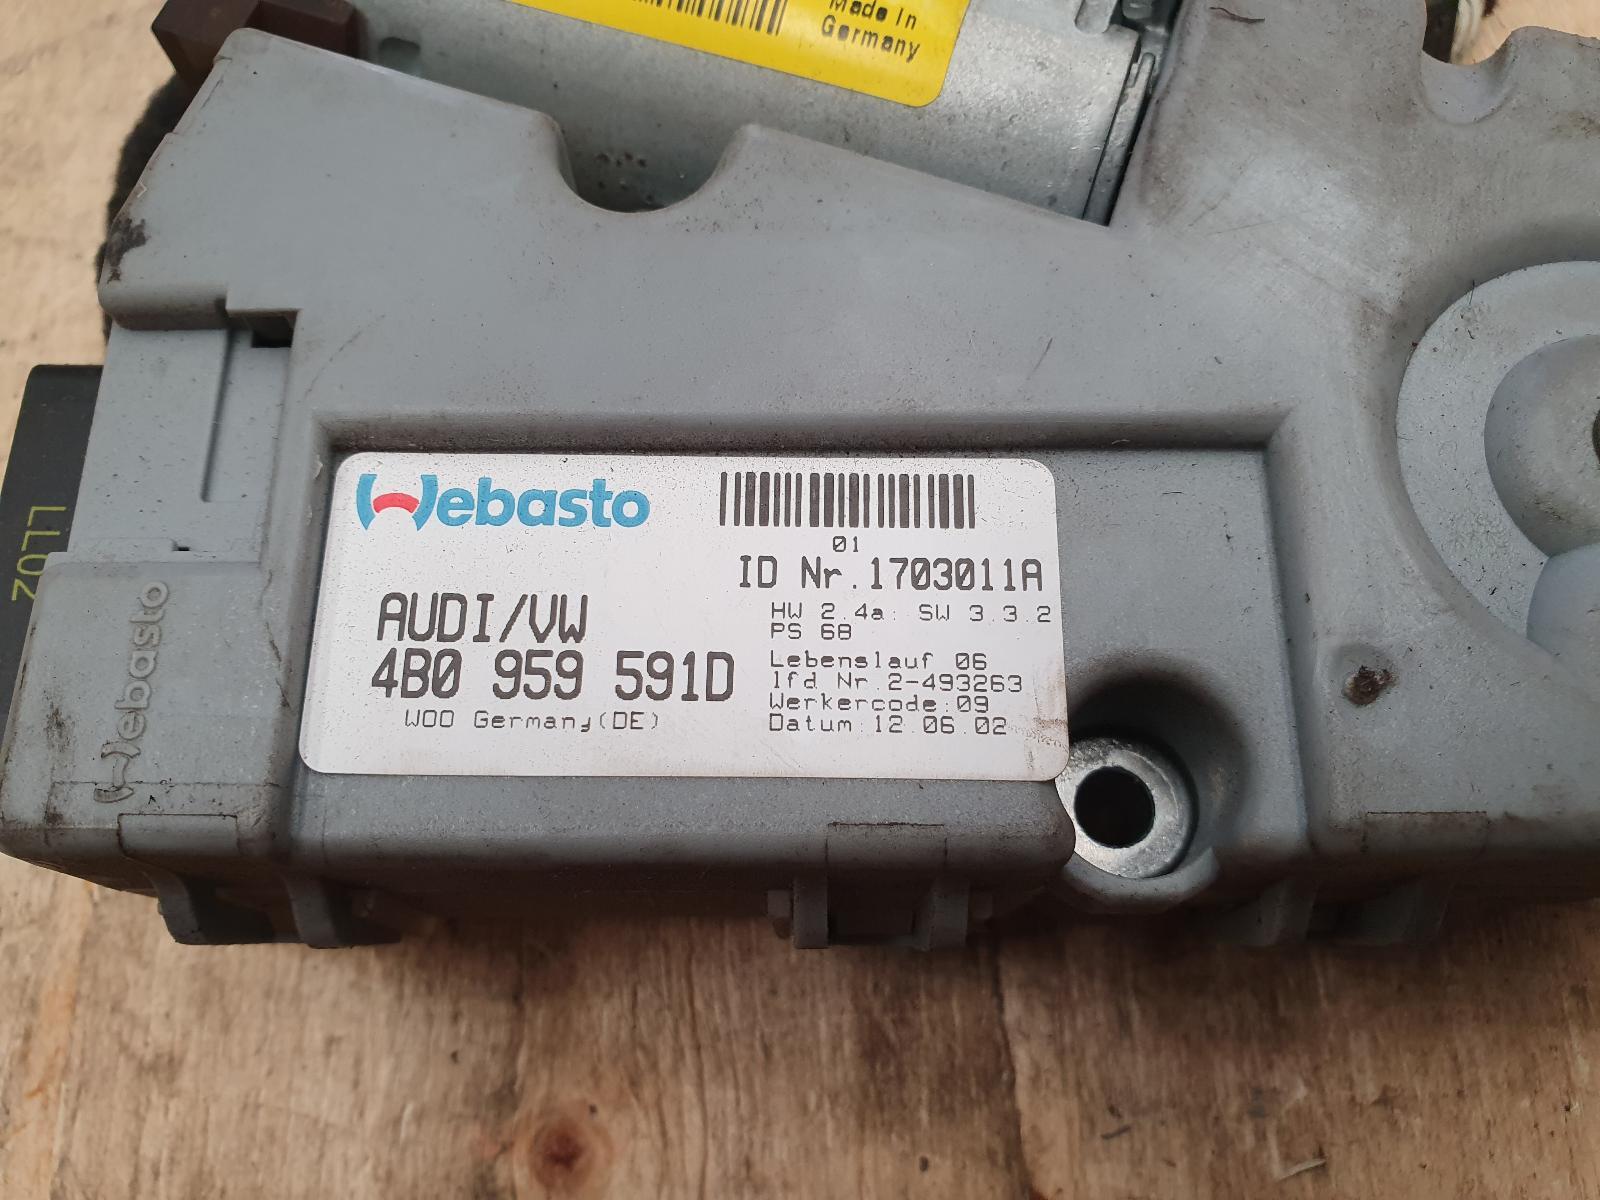 Made in
Germany
Webasto
01
ID Nr.1703011A
HW 2.4a: SW 3.3.2
PS 68
AUDI/VW
4B0 959 591D
W00 Germany(DE)
Lebenslauf 06
lfd Nr.2-493263
Werkercode:09
Datum:12.06.02
Webasto
LL02